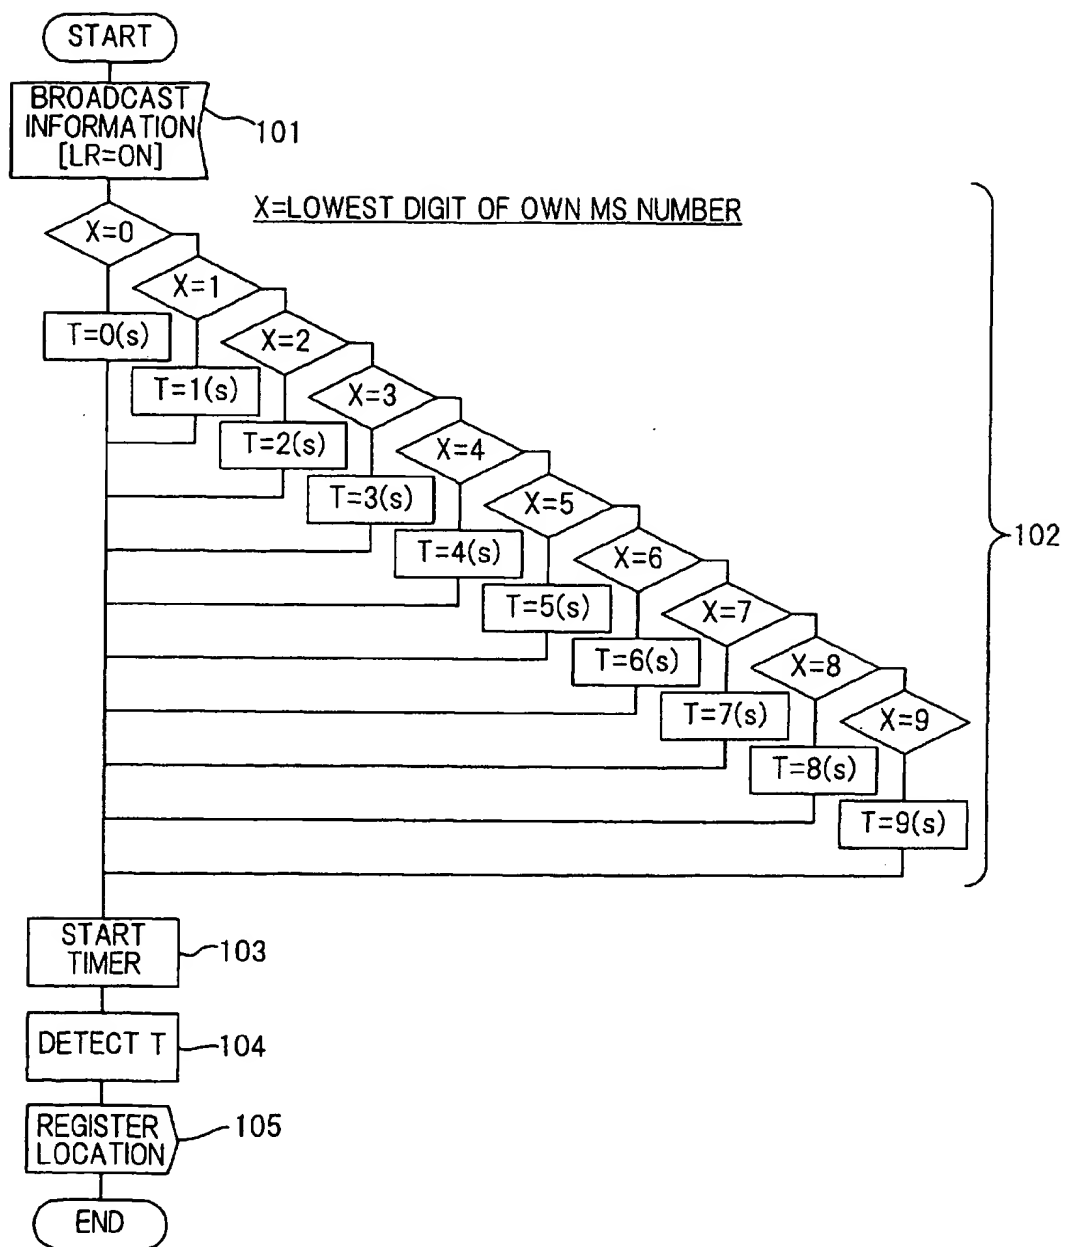 START
BROADCAST
INFORMATION
[LR=ON]
101
X=LOWEST DIGIT OF OWN MS NUMBER
X=0
X=1
T=0(s)
X=2
T=1(s)
X=3
T=2(s)
X=4
T=3(s)
X=5
T=4(s)
102
X=6
T=5(s)
X=7
T=6(s)
X=8
T=7(s)
X=9
T=8(s)
T=9(s)
START
TIMER
103
DETECT T
104
REGISTER
LOCATION
105
END